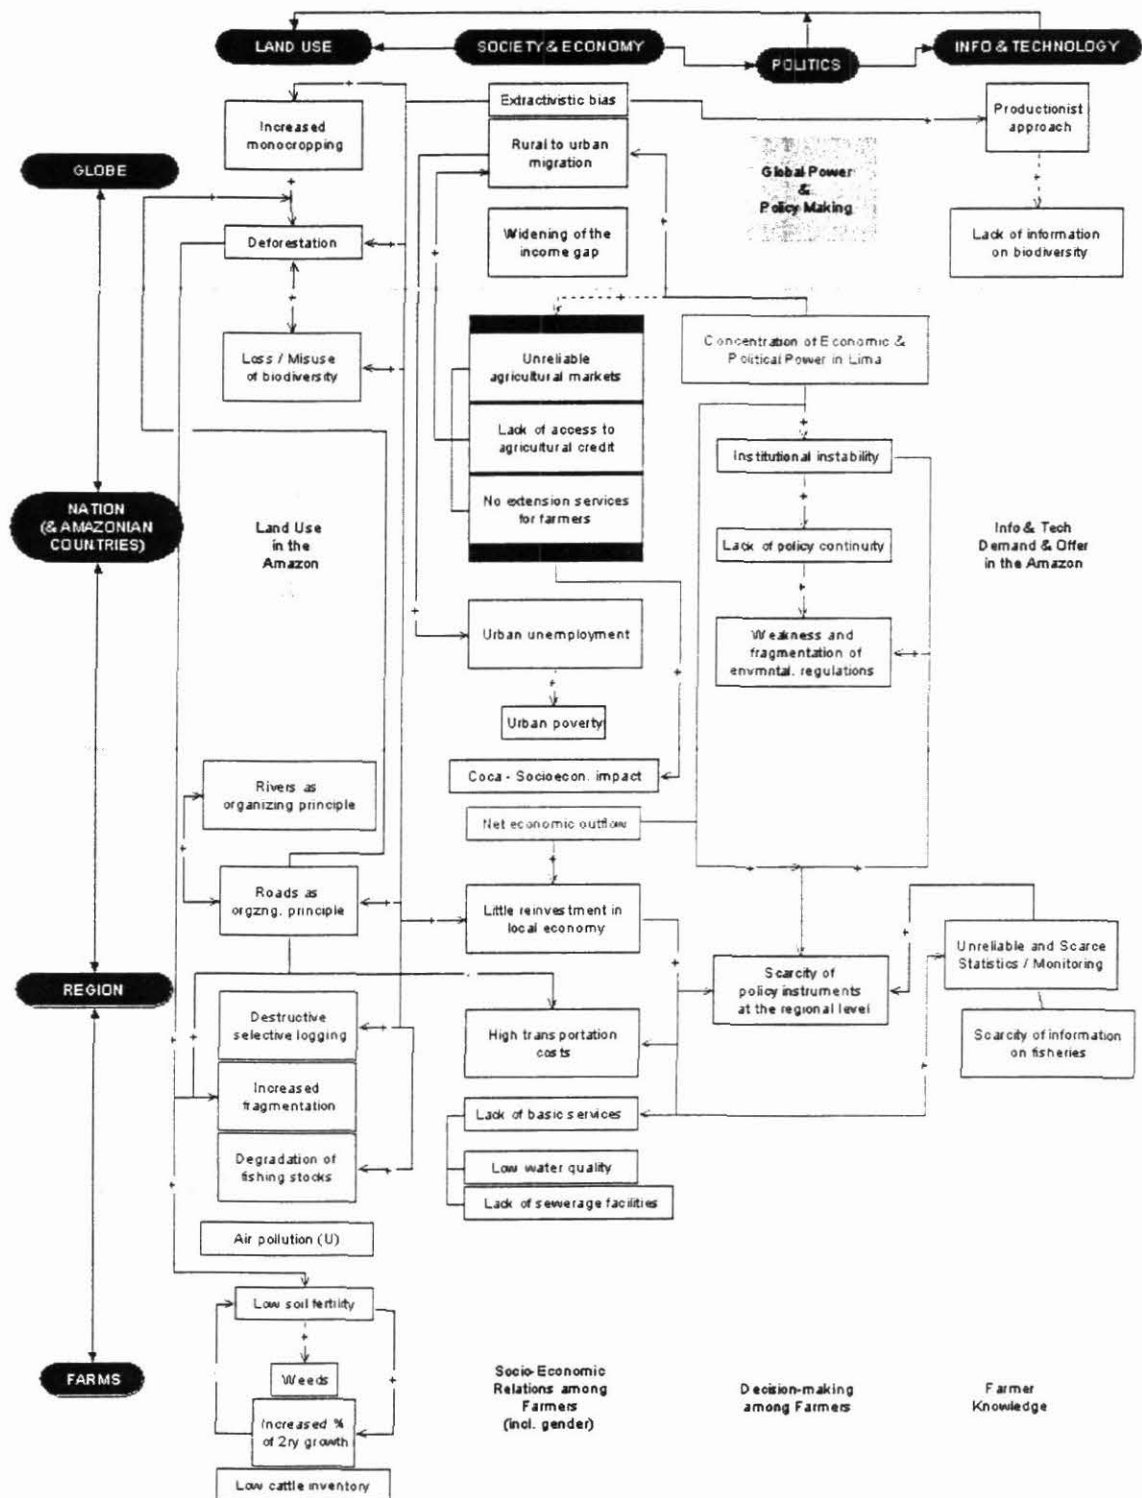 LAND USE
SOCIETY & ECONOMY
POLITICS
INFO & TECHNOLOGY
Extractivistic bias
Increased
monocropping
Rural to urban
migration
Productionist
approach
GLOBE
Global Power
&
Policy Making
Deforestation
Widening of the
income gap
Lack of information
on biodiversity
Loss / Misuse
of biodiversity
Unreliable
agricultural markets
Concentration of Economic &
Political Power in Lima
Lack of access to
agricultural credit
Institutional instability
NATION
(& AMAZONIAN
COUNTRIES)
Land Use
in the
Amazon
No extension services
for farmers
Lack of policy continuity
Info & Tech
Demand & Offer
in the Amazon
Urban unemployment
Weakness and
fragmentation of
envmntal. regulations
Urban poverty
Coca - Socioecon. impact
Rivers as
organizing principle
Net economic outflow
Roads as
orgzng. principle
Little reinvestment in
local economy
Unreliable and Scarce
Statistics / Monitoring
REGION
Scarcity of
policy instruments
at the regional level
Destructive
selective logging
High transportation
costs
Scarcity of information
on fisheries
Increased
fragmentation
Lack of basic services
Degradation of
fishing stocks
Low water quality
Lack of sewerage facilities
Air pollution (U)
Low soil fertility
FARMS
Weeds
Socio-Economic
Relations among
Farmers
(incl. gender)
Decision-making
among Farmers
Farmer
Knowledge
Increased %
of 2ry growth
Low cattle inventory